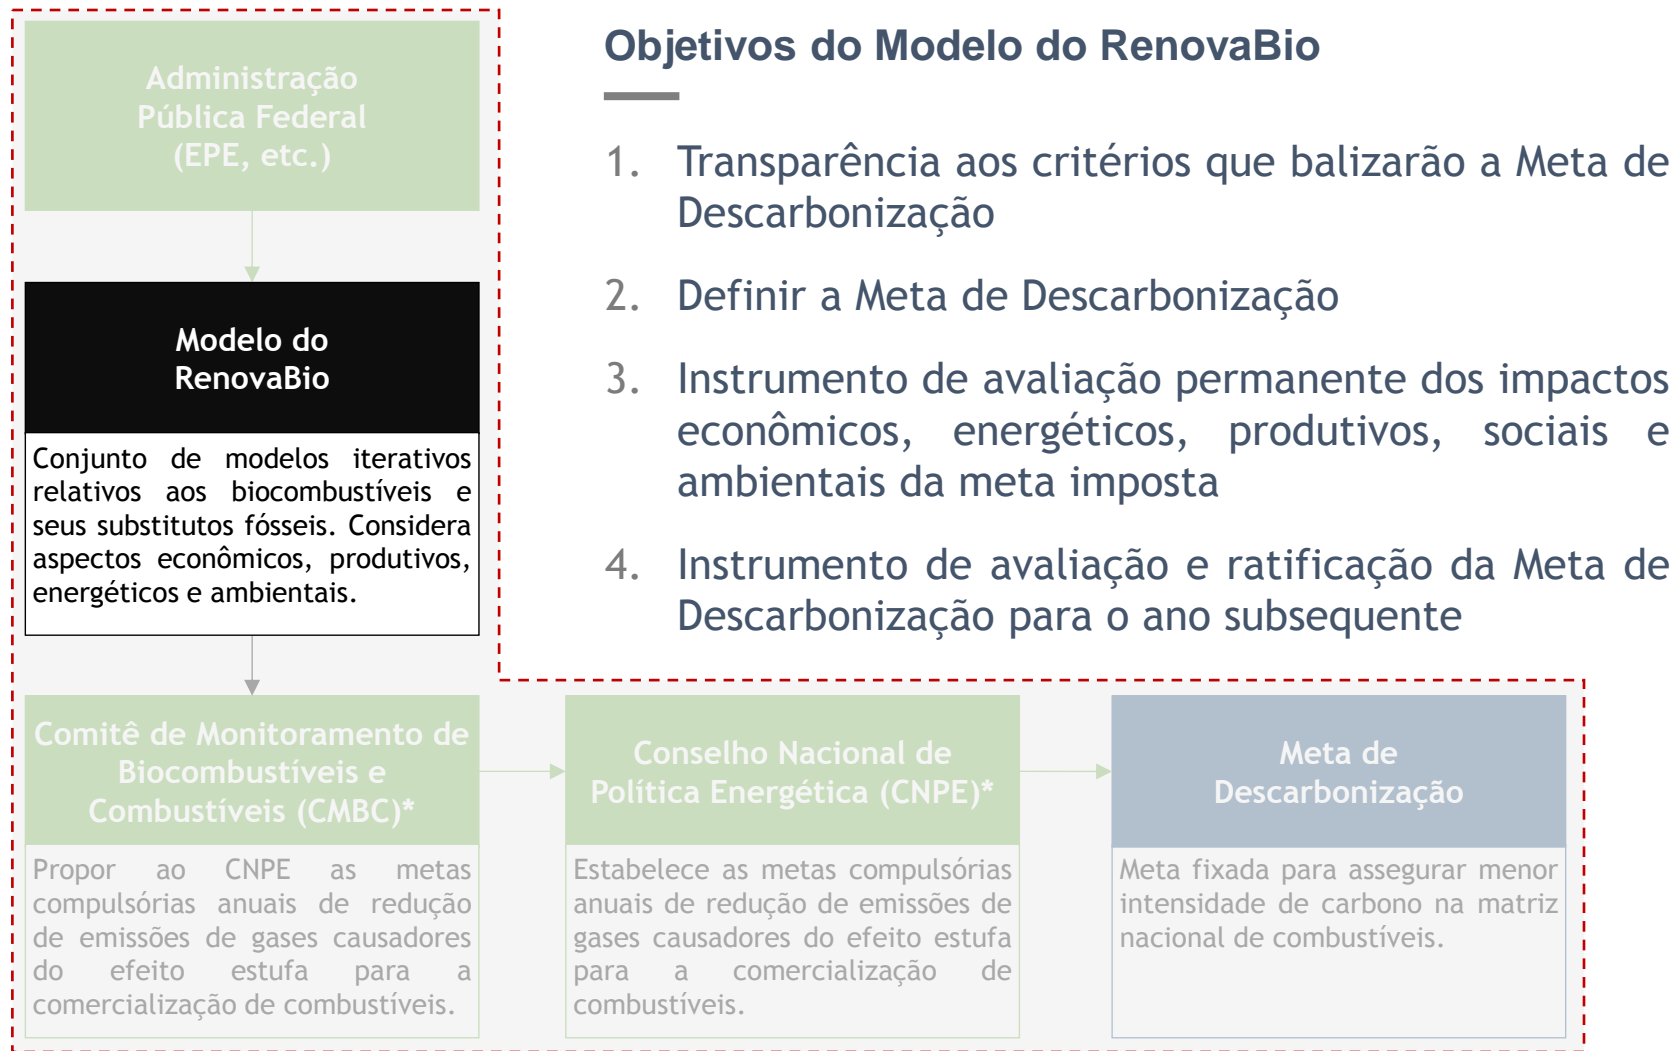 Administração
Pública Federal
(EPE, etc.)
Modelo do
RenovaBio
Conjunto de modelos iterativos
relativos aos biocombustíveis e
seus substitutos fósseis. Considera
aspectos econômicos, produtivos,
energéticos e ambientais.
Objetivos do Modelo do RenovaBio
1. Transparência aos critérios que balizarão a Meta de
Descarbonização
2. Definir a Meta de Descarbonização
3. Instrumento de avaliação permanente dos impactos
econômicos, energéticos, produtivos, sociais e
ambientais da meta imposta
4. Instrumento de avaliação e ratificação da Meta de
Descarbonização para o ano subsequente
Comitê de Monitoramento de
Biocombustíveis e
Combustíveis (CMBC)*
Propor ao CNPE as metas
compulsórias anuais de redução
de emissões de gases causadores
do efeito estufa para a
comercialização de combustíveis.
Conselho Nacional de
Política Energética (CNPE)*
Estabelece as metas compulsórias
anuais de redução de emissões de
gases causadores do efeito estufa
para a comercialização de
combustíveis.
Meta de
Descarbonização
Meta fixada para assegurar menor
intensidade de carbono na matriz
nacional de combustíveis.